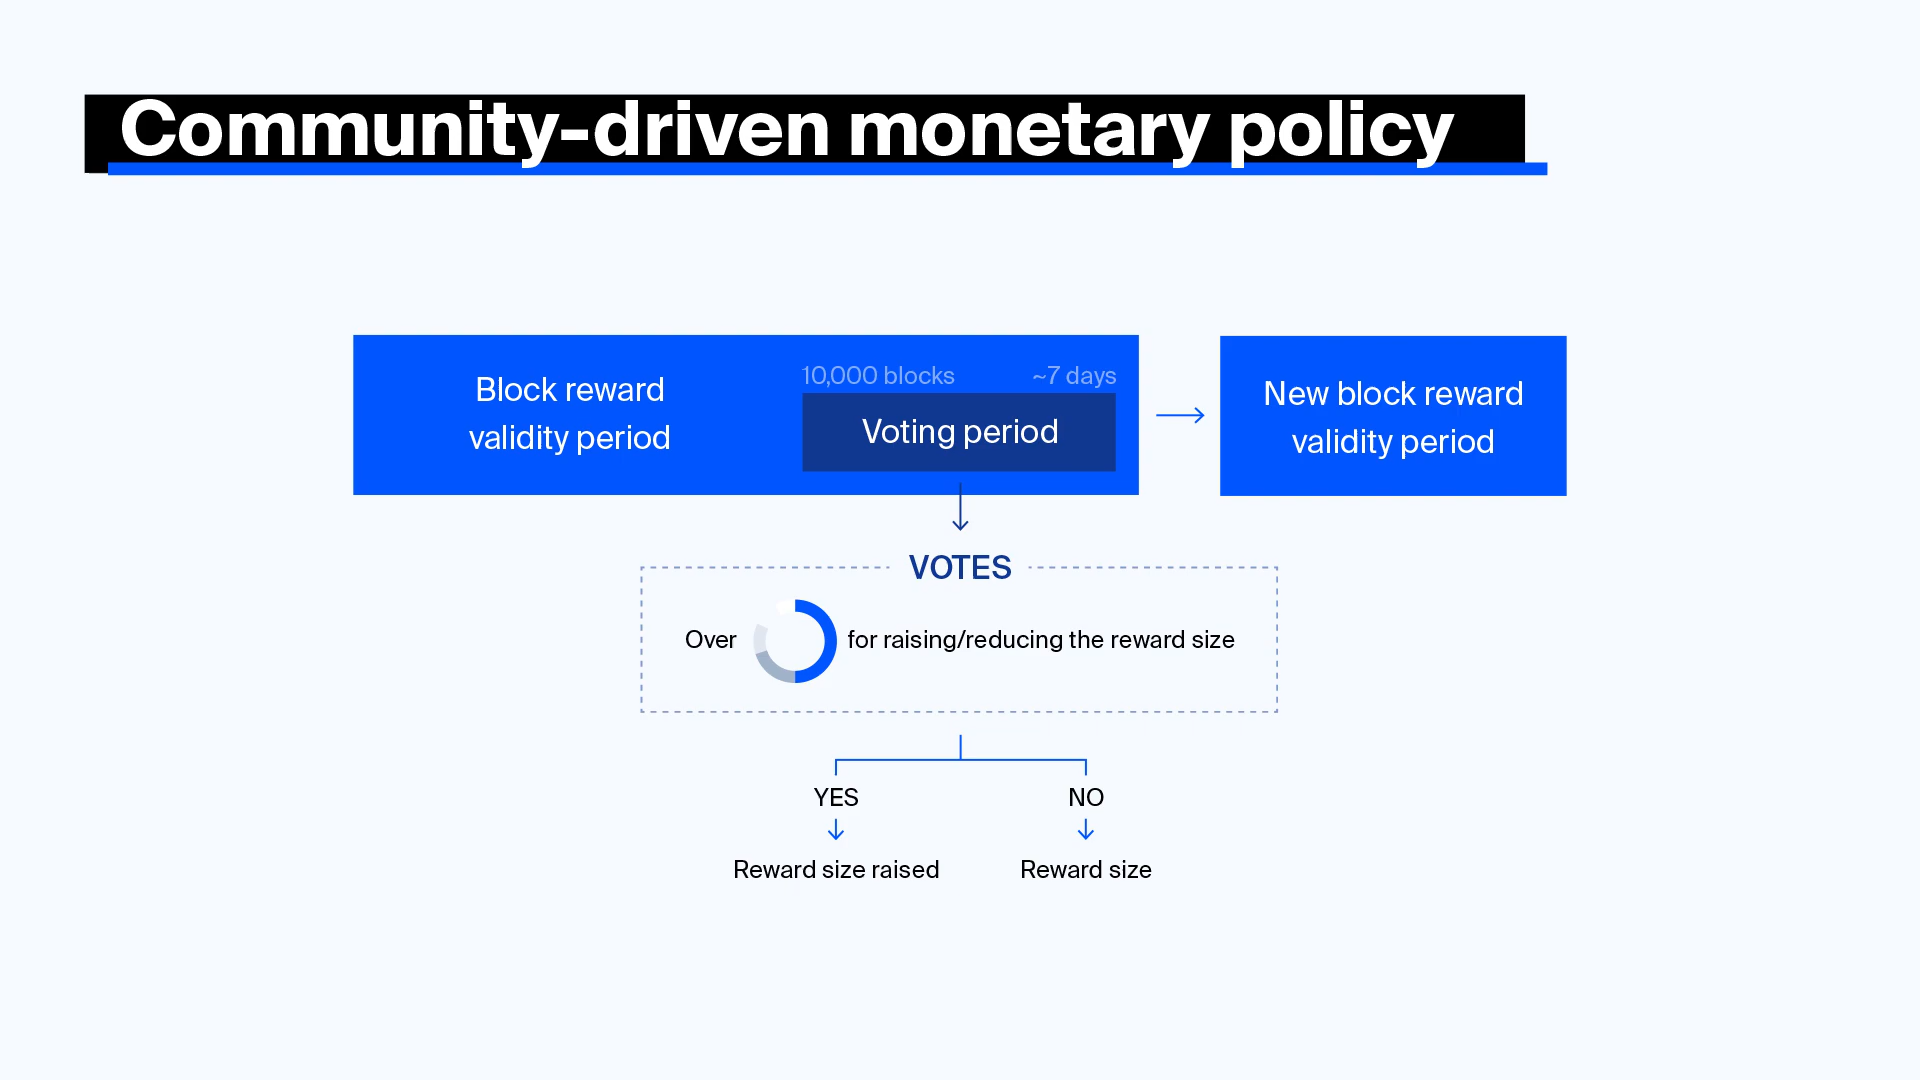 Community-driven monetary policy
Block reward
validity period
10,000 blocks ~7 days
Voting period
New block reward
validity period
VOTES
Over for raising/reducing the reward size
YES
NO
Reward size raised
Reward size